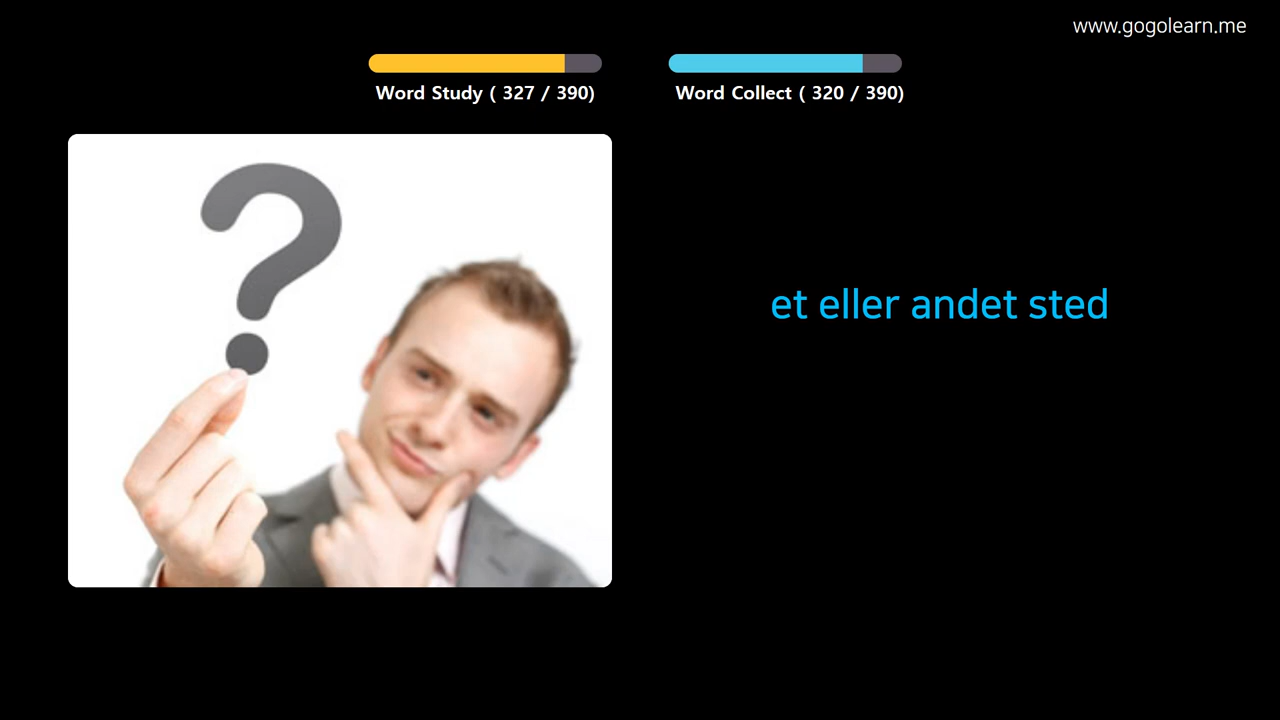 www.gogolearn.me
Word Study ( 327 / 390)
Word Collect ( 320 / 390)
?
et eller andet sted